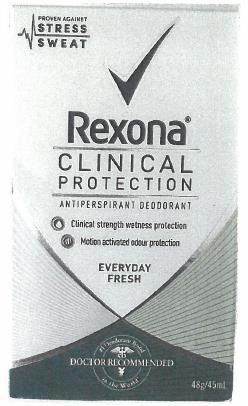 PROVEN AGAINST
STRESS
SWEAT
Rexona®
CLINICAL
PROTECTION
ANTIPERSPIRANT DEODORANT
Clinical strength wetness protection
Motion activated odour protection
EVERYDAY
FRESH
#1 Deodorant Brand
DOCTOR RECOMMENDED
in the World
48g/45mL